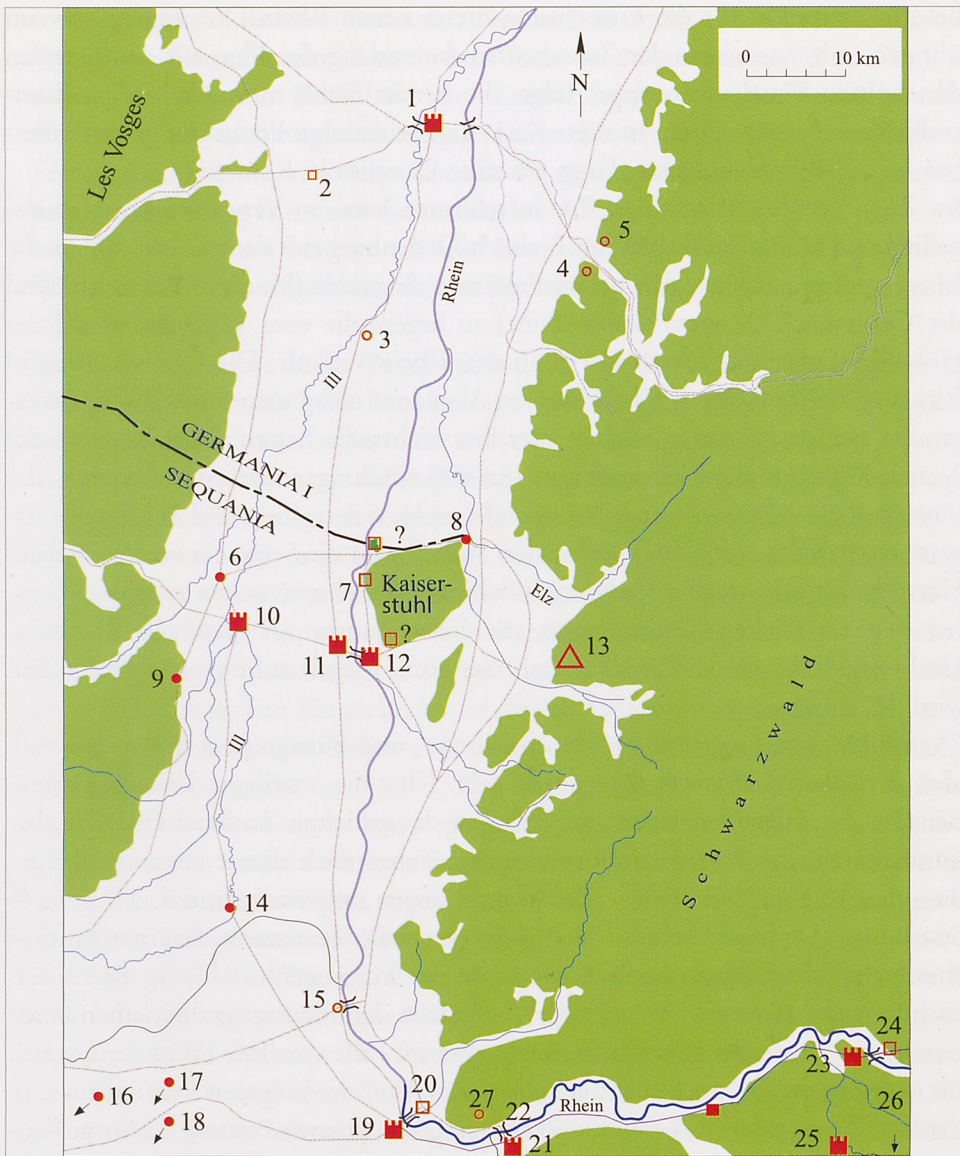 0 10 km
N
Les Vosges
1
2
5
4
Rhein
3
Ill
GERMANIA I
SEQUANIA
8
?
6
7
Kaiser-
stuhl
Elz
10
?
11
12
13
9
Ill
Schwarzwald
14
15
24
23
17
16
20
27
26
18
22
Rhein
19
21
25